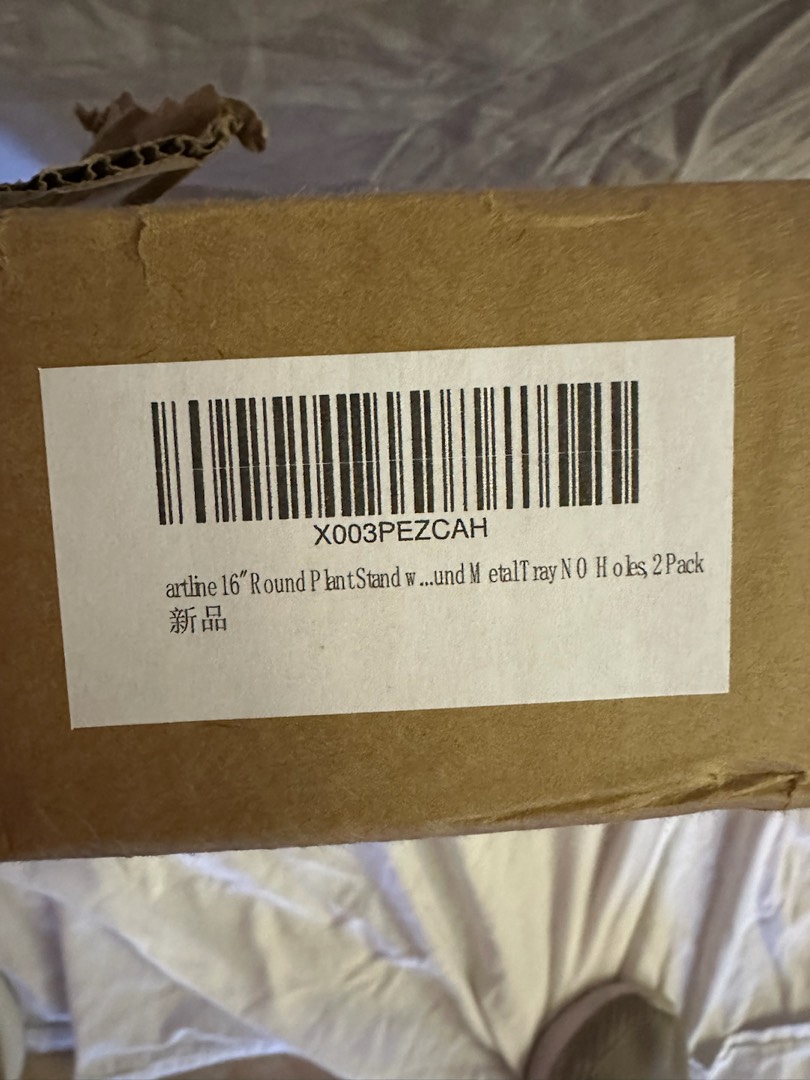 X003PEZCAH
artline 16″ Round Plant Stand w...und Metal Tray NO Holes, 2 Pack
新品